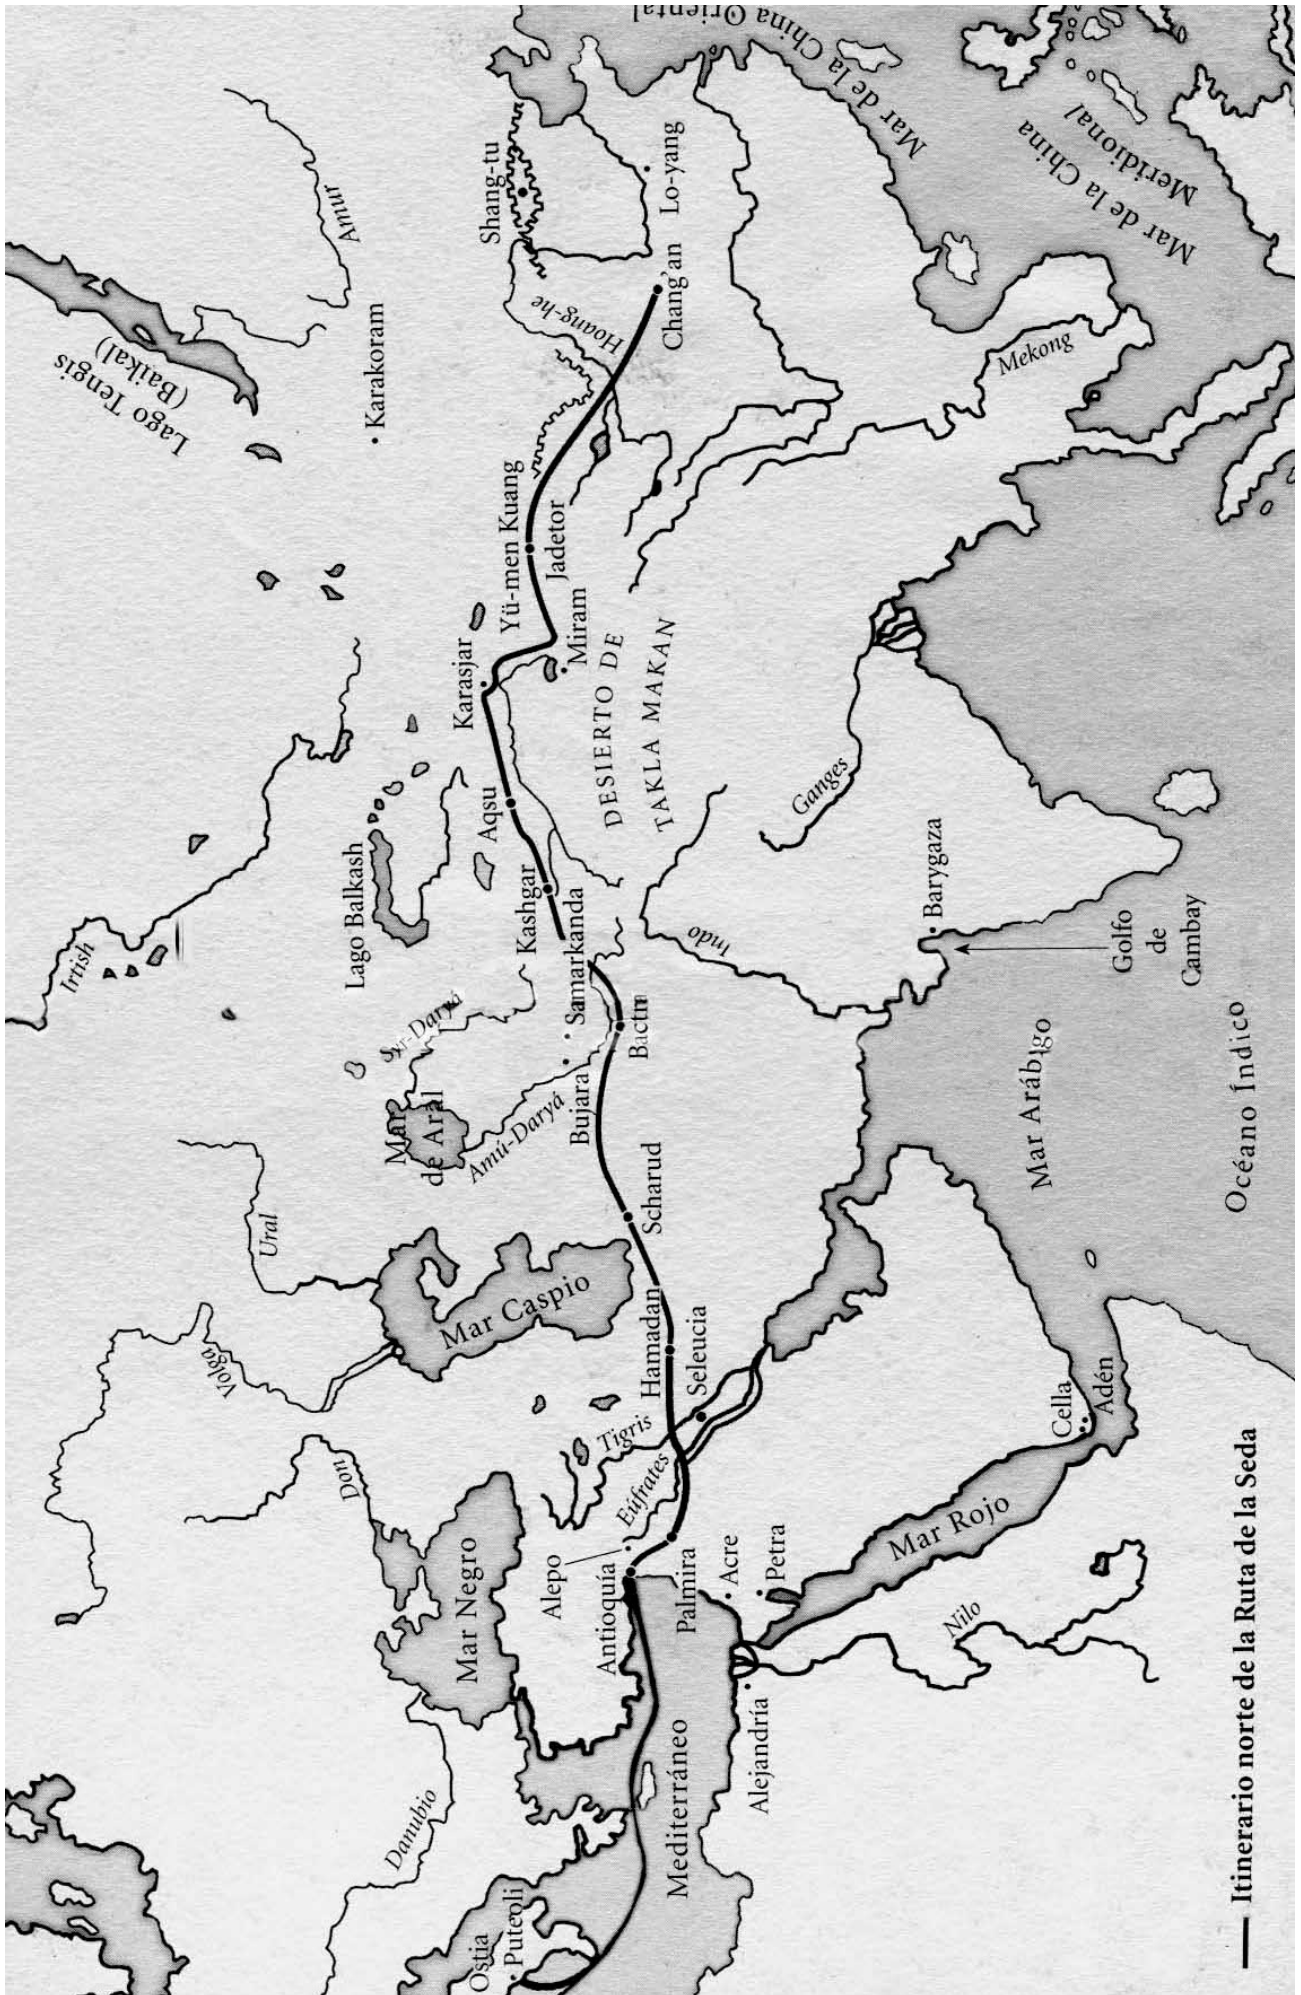 Lago Tengis
(Baikal)
Amur
Karakoram
Shang-tu
Hoang-he
Lo-yang
Chang'an
Mar de la China Oriental
Mar de la China
Meridional
Mekong
Irtish
Lago Balkash
Karasjar
Yü-men Kuang
Jadetor
Miram
Aqsu
Kashgar
DESIERTO DE
TAKLA MAKAN
Samarkanda
Syr-Daryá
Mar
de Aral
Amú-Daryá
Bujara
Bactra
Indo
Ganges
Barygaza
Golfo
de
Cambay
Ural
Volga
Mar Caspio
Scharud
Hamadan
Seleucia
Tigris
Eúfrates
Don
Mar Negro
Alepo
Antioquía
Palmira
Acre
Petra
Mar Arábigo
Océano Índico
Cella
Adén
Mar Rojo
Nilo
Danubio
Ostia
Puteoli
Mediterráneo
Alejandría
Itinerario norte de la Ruta de la Seda